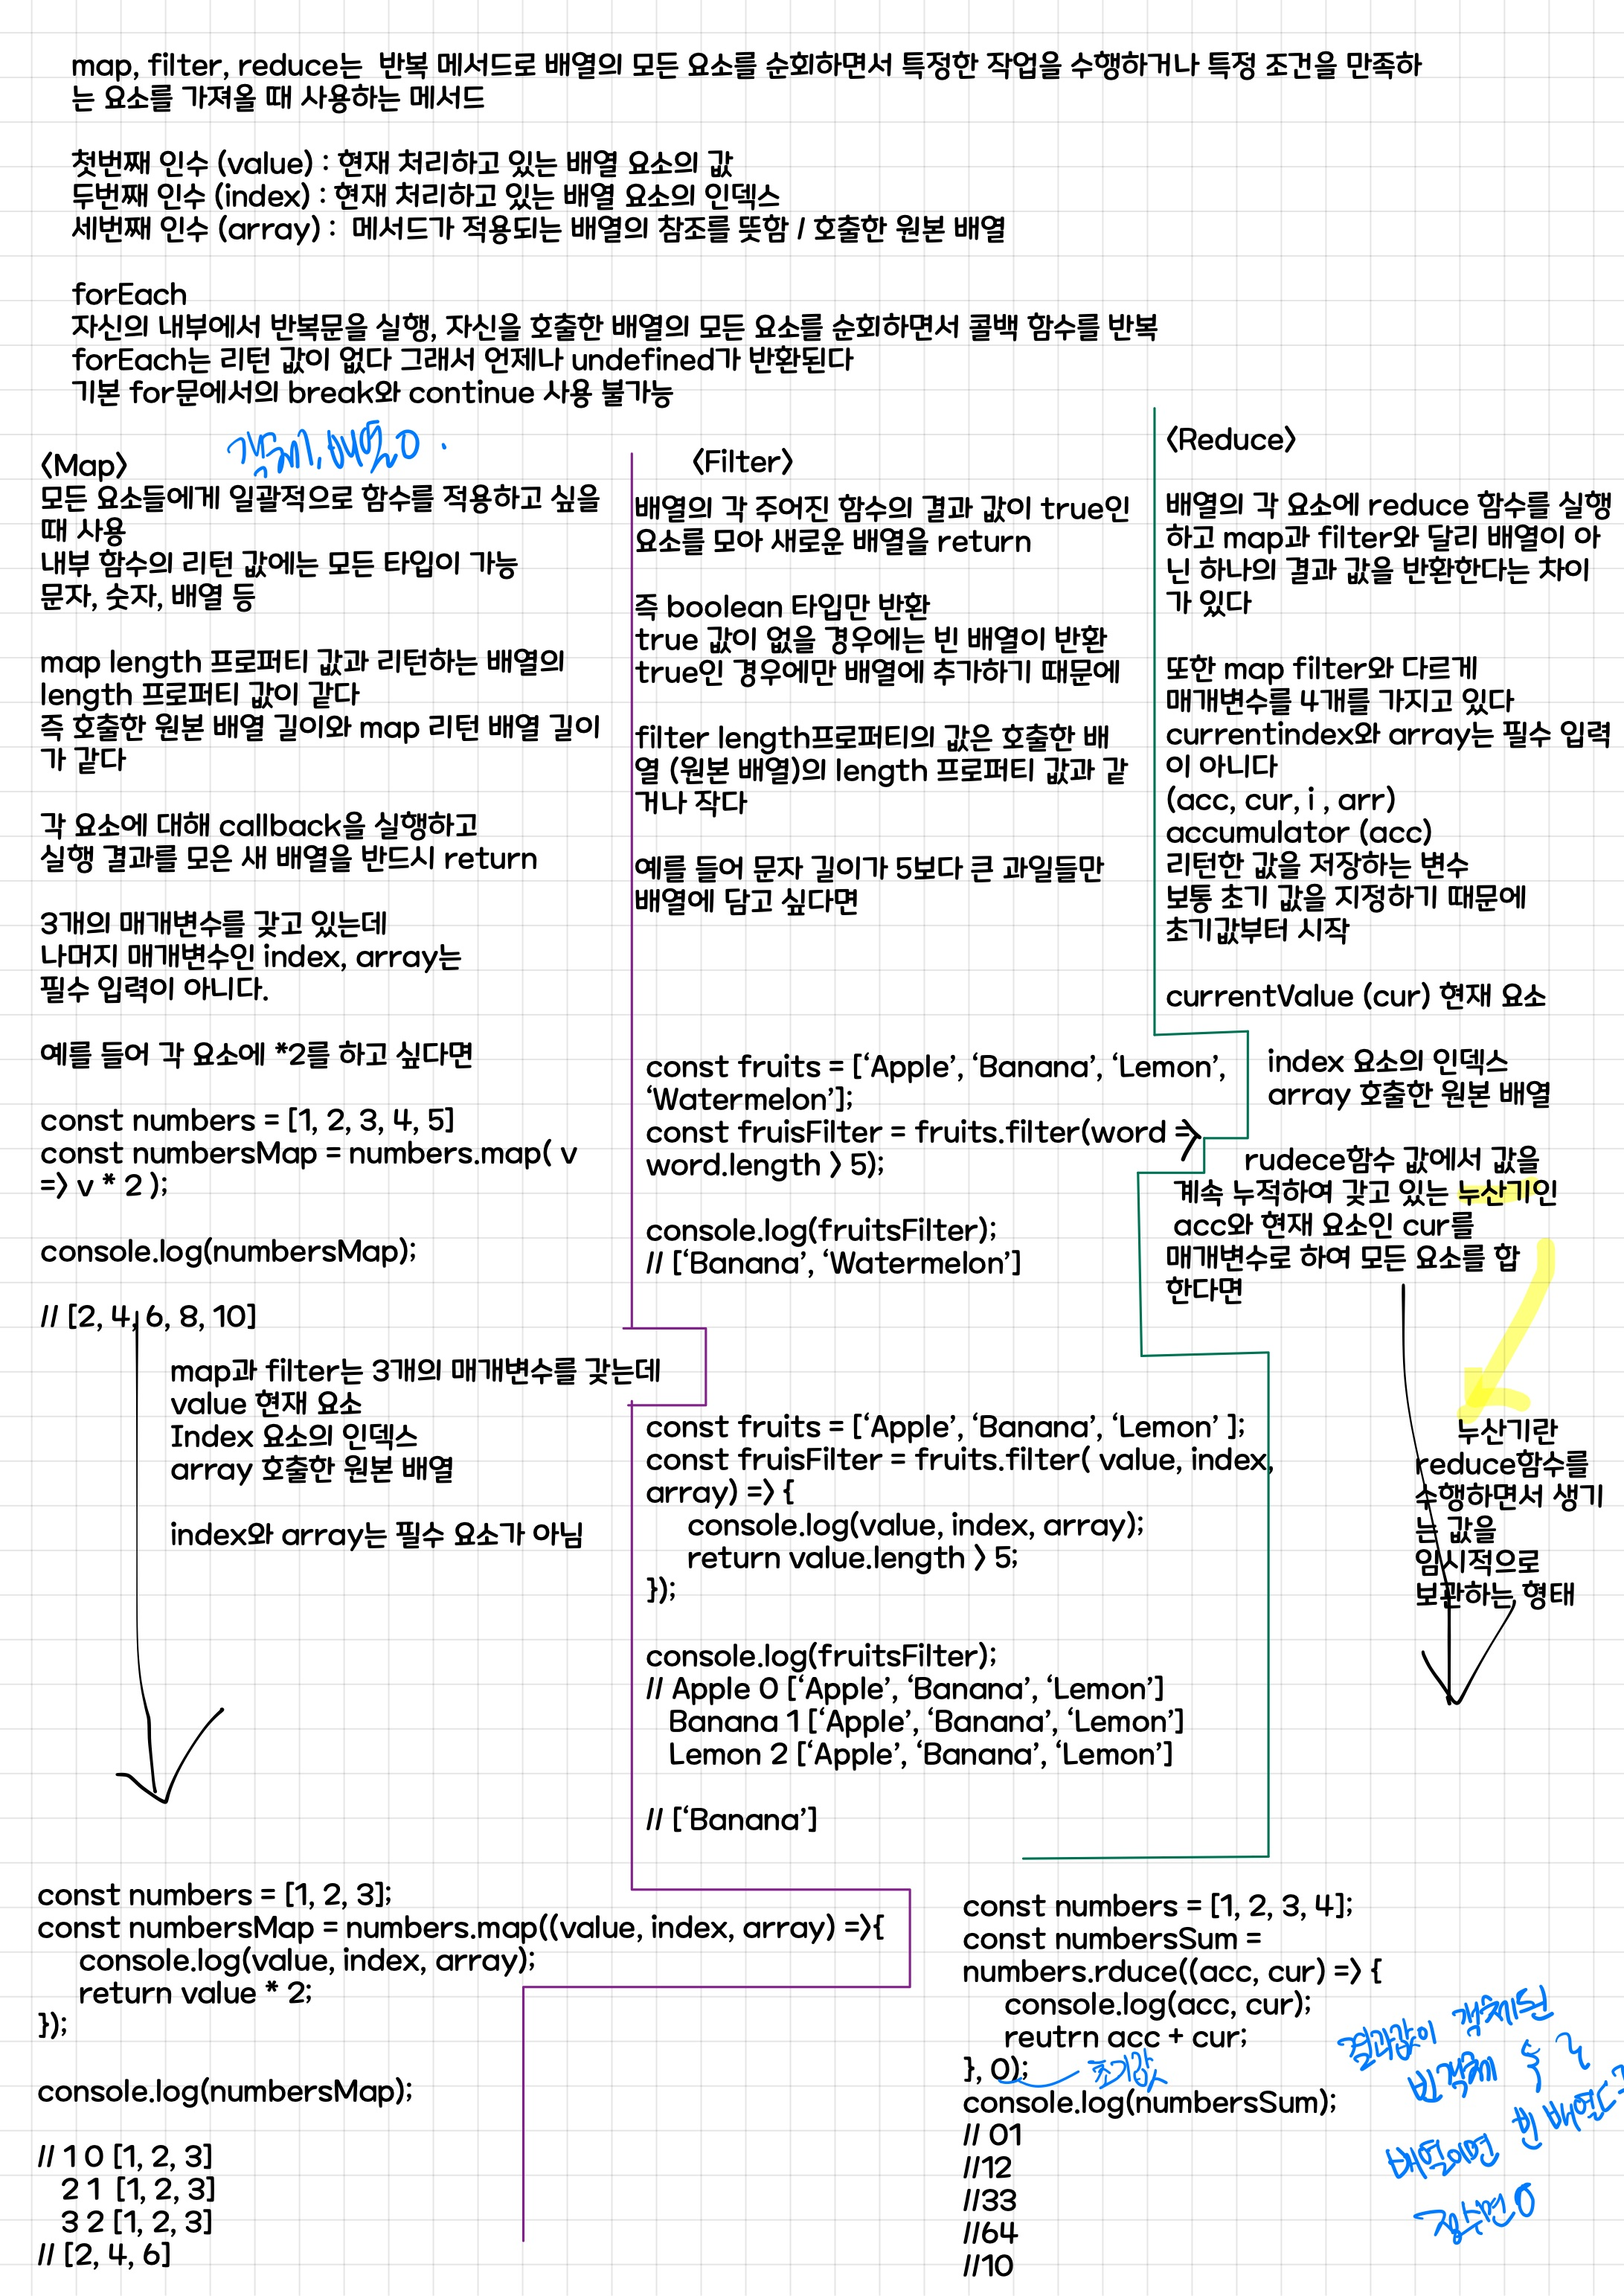 map, filter, reduce는  반복 메서드로 배열의 모든 요소를 순회하면서 특정한 작업을 수행하거나 특정 조건을 만족하
는 요소를 가져올 때 사용하는 메서드
첫번째 인수 (value) : 현재 처리하고 있는 배열 요소의 값
두번째 인수 (index) : 현재 처리하고 있는 배열 요소의 인덱스
세번째 인수 (array) :  메서드가 적용되는 배열의 참조를 뜻함 / 호출한 원본 배열
forEach
자신의 내부에서 반복문을 실행, 자신을 호출한 배열의 모든 요소를 순회하면서 콜백 함수를 반복
forEach는 리턴 값이 없다 그래서 언제나 undefined가 반환된다
기본 for문에서의 break와 continue 사용 불가능
<Map>
객체, 배열 O .
모든 요소들에게 일괄적으로 함수를 적용하고 싶을
때 사용
내부 함수의 리턴 값에는 모든 타입이 가능
문자, 숫자, 배열 등
map length 프로퍼티 값과 리턴하는 배열의
length 프로퍼티 값이 같다
즉 호출한 원본 배열 길이와 map 리턴 배열 길이
가 같다
각 요소에 대해 callback을 실행하고
실행 결과를 모은 새 배열을 반드시 return
3개의 매개변수를 갖고 있는데
나머지 매개변수인 index, array는
필수 입력이 아니다.
예를 들어 각 요소에 *2를 하고 싶다면
const numbers = [1, 2, 3, 4, 5]
const numbersMap = numbers.map( v
=> v * 2 );
console.log(numbersMap);
// [2, 4, 6, 8, 10]
map과 filter는 3개의 매개변수를 갖는데
value 현재 요소
Index 요소의 인덱스
array 호출한 원본 배열
index와 array는 필수 요소가 아님
const numbers = [1, 2, 3];
const numbersMap = numbers.map((value, index, array) =>{
console.log(value, index, array);
return value * 2;
});
console.log(numbersMap);
// 1 0 [1, 2, 3]
2 1  [1, 2, 3]
3 2 [1, 2, 3]
// [2, 4, 6]
<Filter>
배열의 각 주어진 함수의 결과 값이 true인
요소를 모아 새로운 배열을 return
즉 boolean 타입만 반환
true 값이 없을 경우에는 빈 배열이 반환
true인 경우에만 배열에 추가하기 때문에
filter length프로퍼티의 값은 호출한 배
열 (원본 배열)의 length 프로퍼티 값과 같
거나 작다
예를 들어 문자 길이가 5보다 큰 과일들만
배열에 담고 싶다면
const fruits = [‘Apple’, ‘Banana’, ‘Lemon’,
‘Watermelon’];
const fruisFilter = fruits.filter(word =>
word.length > 5);
console.log(fruitsFilter);
// [‘Banana’, ‘Watermelon’]
const fruits = [‘Apple’, ‘Banana’, ‘Lemon’ ];
const fruisFilter = fruits.filter( value, index,
array) => {
console.log(value, index, array);
return value.length > 5;
});
console.log(fruitsFilter);
// Apple 0 [‘Apple’, ‘Banana’, ‘Lemon’]
Banana 1 [‘Apple’, ‘Banana’, ‘Lemon’]
Lemon 2 [‘Apple’, ‘Banana’, ‘Lemon’]
// [‘Banana’]
<Reduce>
배열의 각 요소에 reduce 함수를 실행
하고 map과 filter와 달리 배열이 아
닌 하나의 결과 값을 반환한다는 차이
가 있다
또한 map filter와 다르게
매개변수를 4개를 가지고 있다
currentindex와 array는 필수 입력
이 아니다
(acc, cur, i , arr)
accumulator (acc)
리턴한 값을 저장하는 변수
보통 초기 값을 지정하기 때문에
초기값부터 시작
currentValue (cur) 현재 요소
index 요소의 인덱스
array 호출한 원본 배열
rudece함수 값에서 값을
계속 누적하여 갖고 있는 누산기인
acc와 현재 요소인 cur를
매개변수로 하여 모든 요소를 합
한다면
누산기란
reduce함수를
수행하면서 생기
는 값을
임시적으로
보관하는 형태
const numbers = [1, 2, 3, 4];
const numbersSum =
numbers.rduce((acc, cur) => {
console.log(acc, cur);
reutrn acc + cur;
}, 0);
초기값
console.log(numbersSum);
// 01
//12
//33
//64
//10
결과값이 객체면
빈객체 { }
배열이면 빈 배열
정수면 0